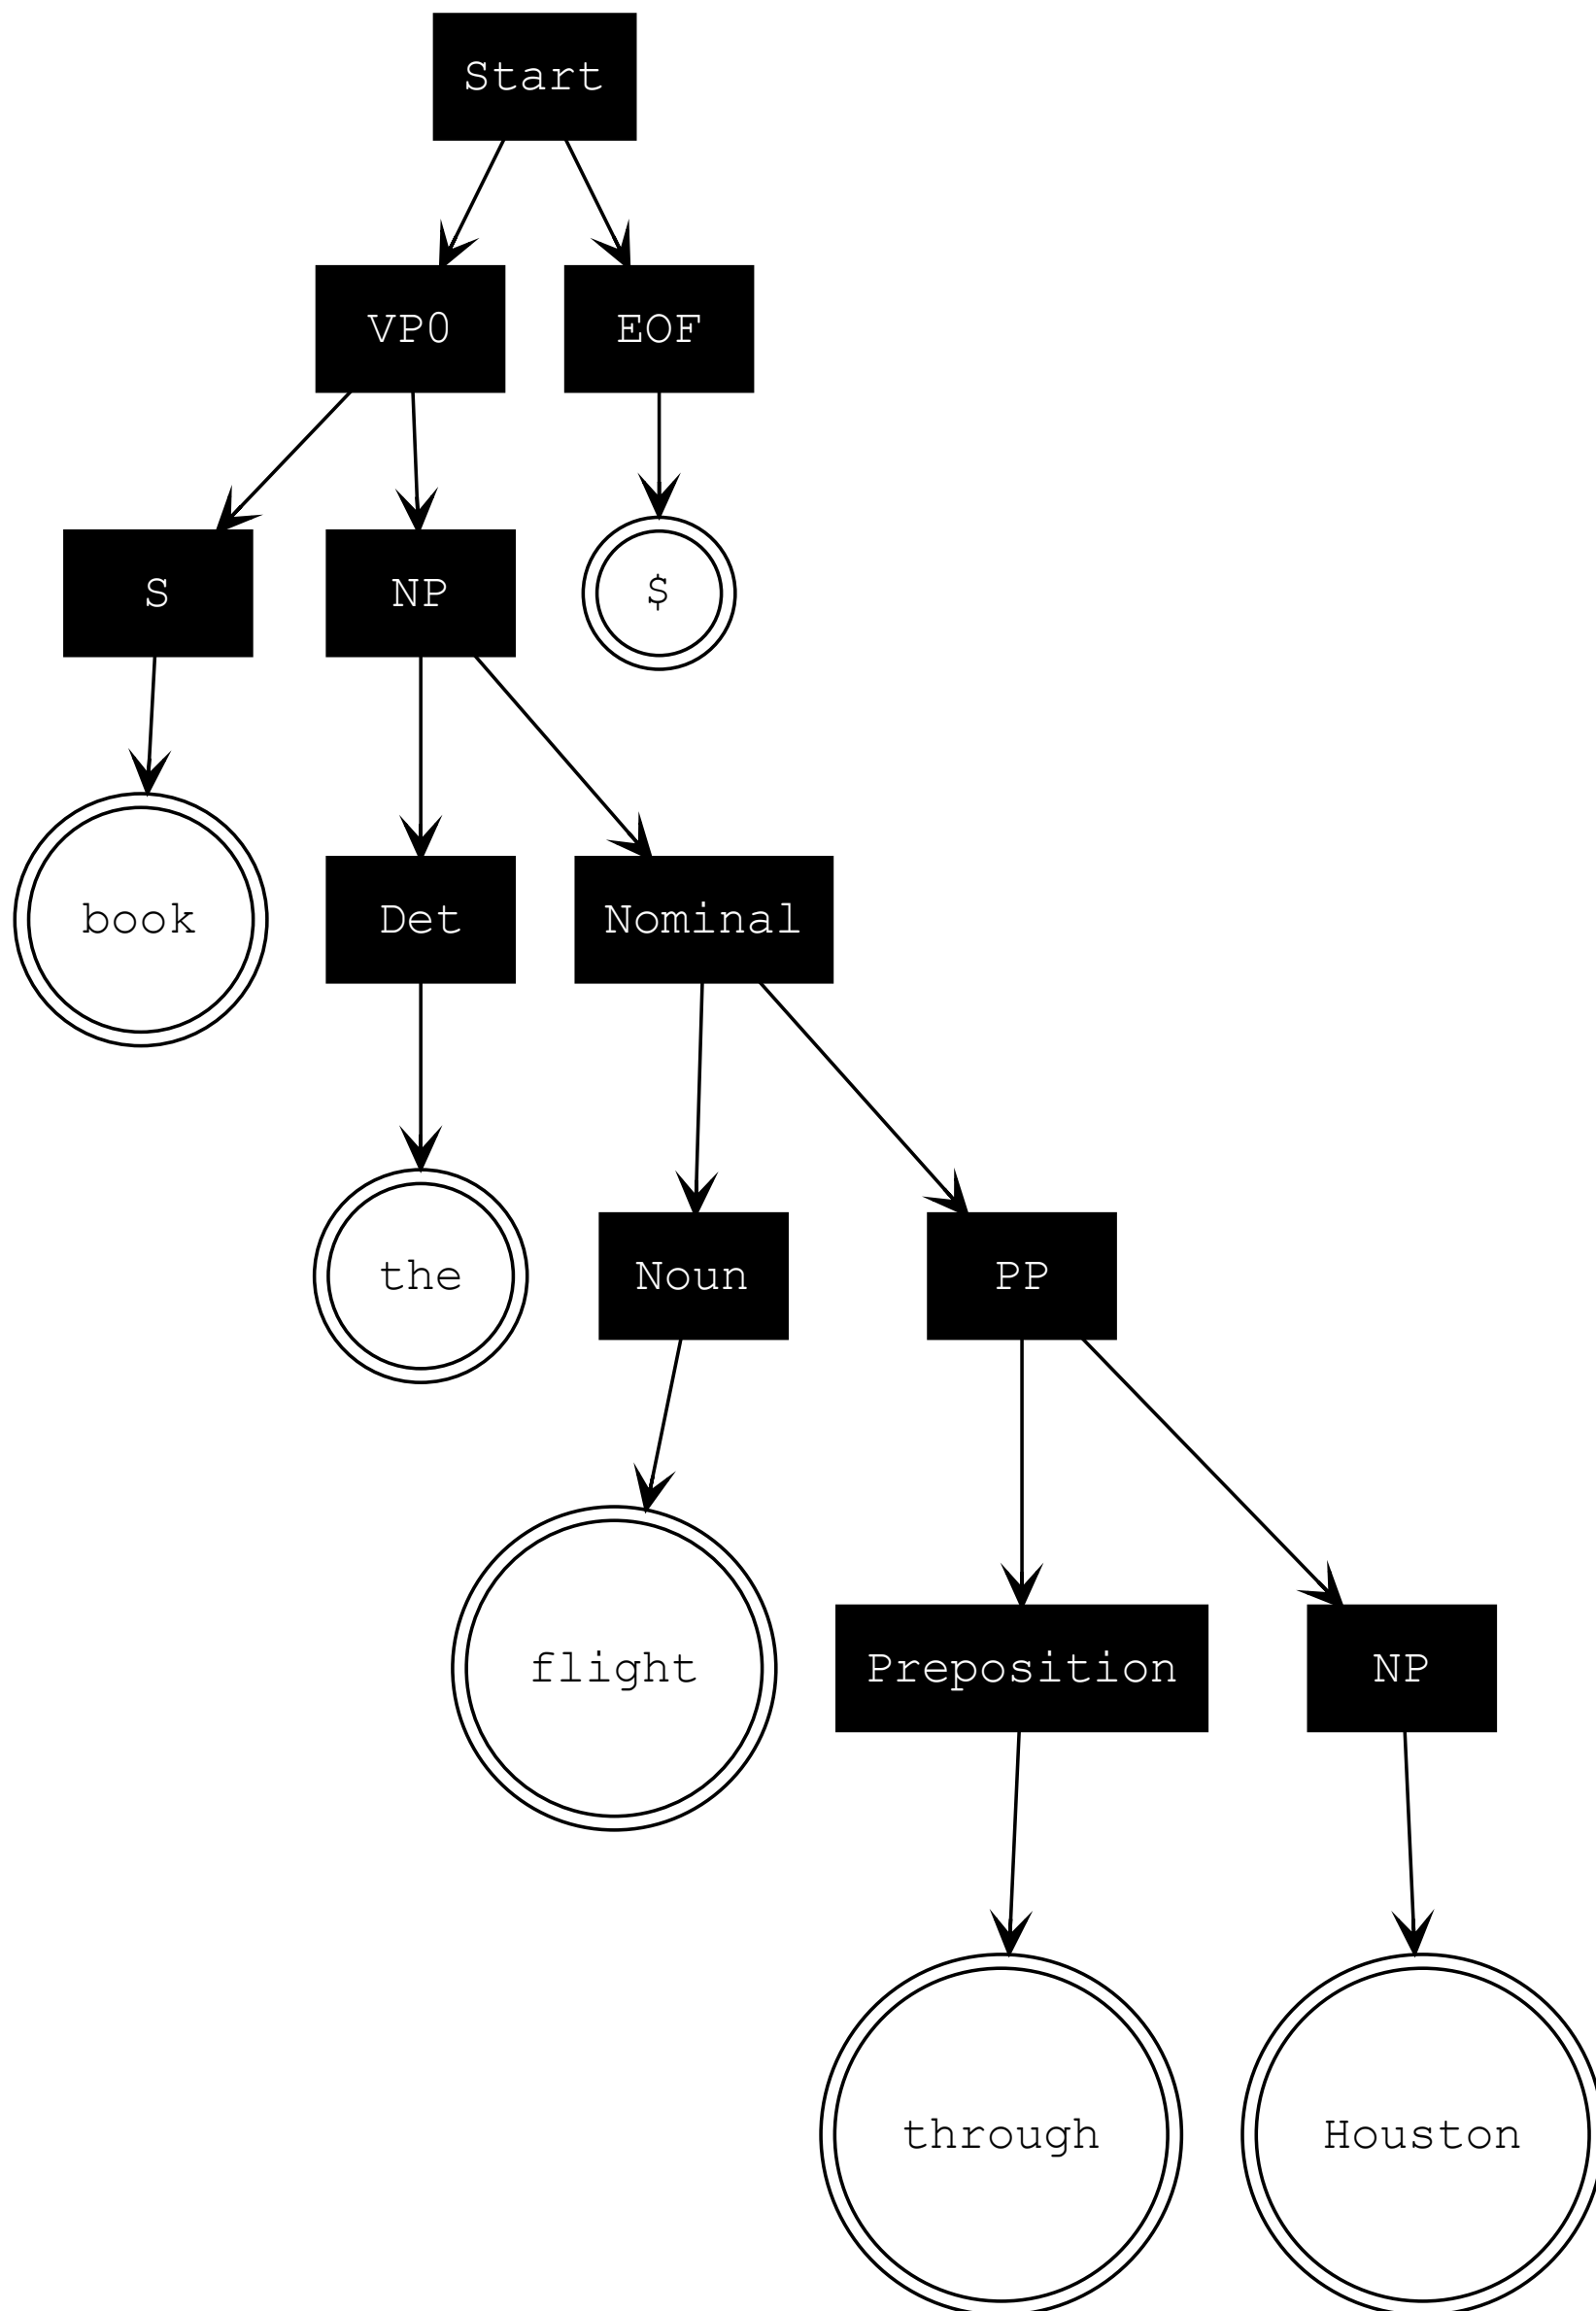 Start
VP0
EOF
S
NP
$
book
Det
Nominal
the
Noun
PP
flight
Preposition
NP
through
Houston